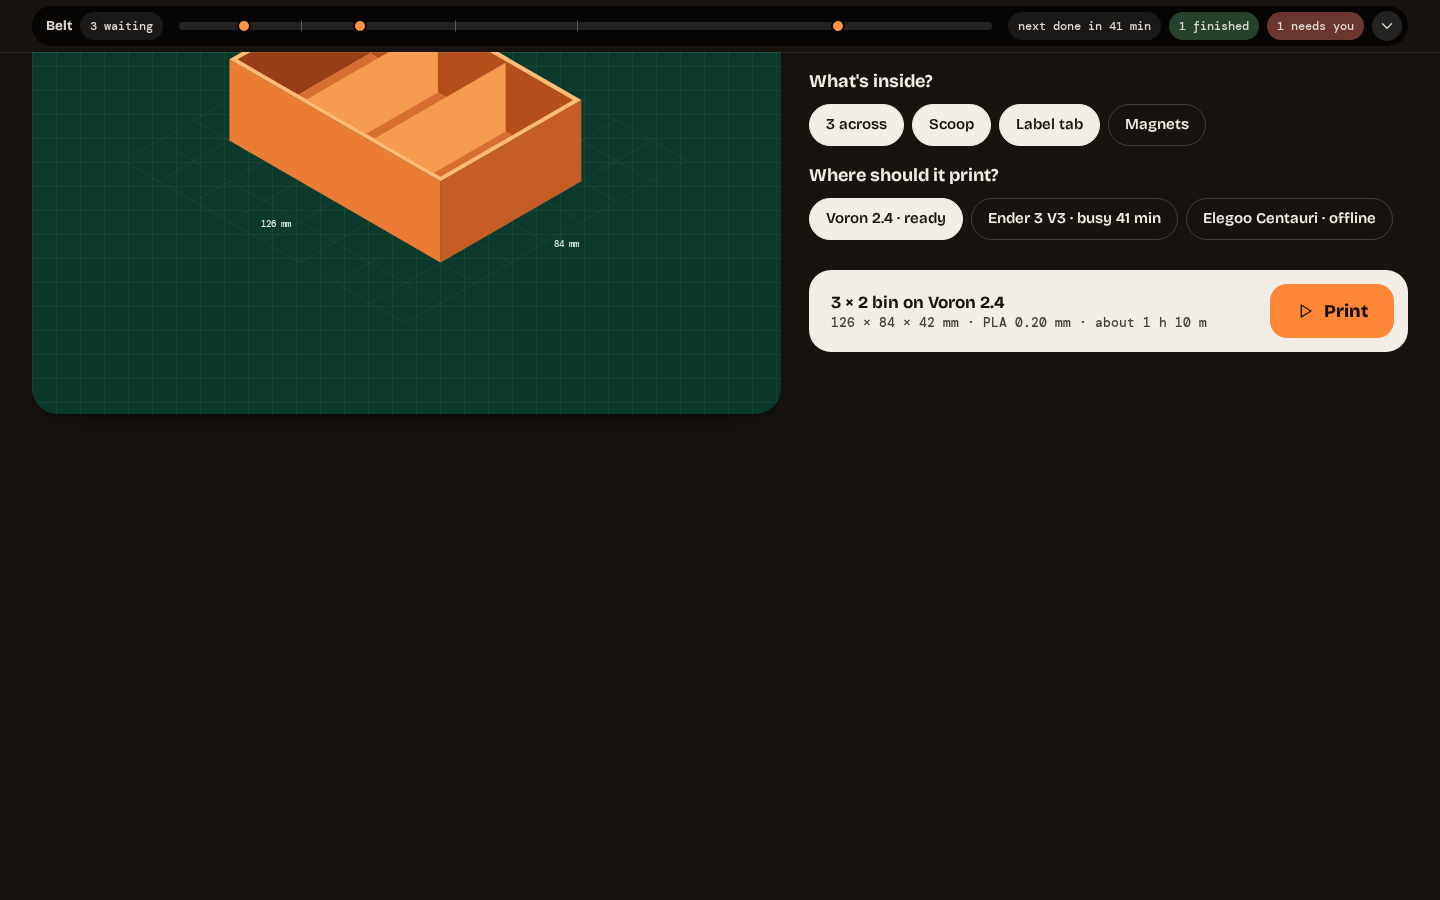 Belt 3 waiting next done in 41 min 1 finished 1 needs you
126 mm
84 mm
What's inside?
3 across Scoop Label tab Magnets
Where should it print?
Voron 2.4 · ready Ender 3 V3 · busy 41 min Elegoo Centauri · offline
3 × 2 bin on Voron 2.4
126 × 84 × 42 mm · PLA 0.20 mm · about 1 h 10 m
Print